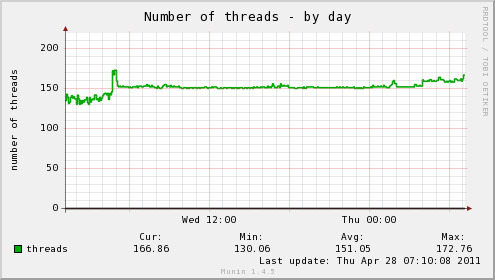 Number of threads - by day
RRDTOOL / TOBI OETIKER
number of threads
200
150
100
50
0
Wed 12:00 Thu 00:00
Cur: Min: Avg: Max:
threads 166.86 130.06 151.05 172.76
Last update: Thu Apr 28 07:10:08 2011
Munin 1.4.5